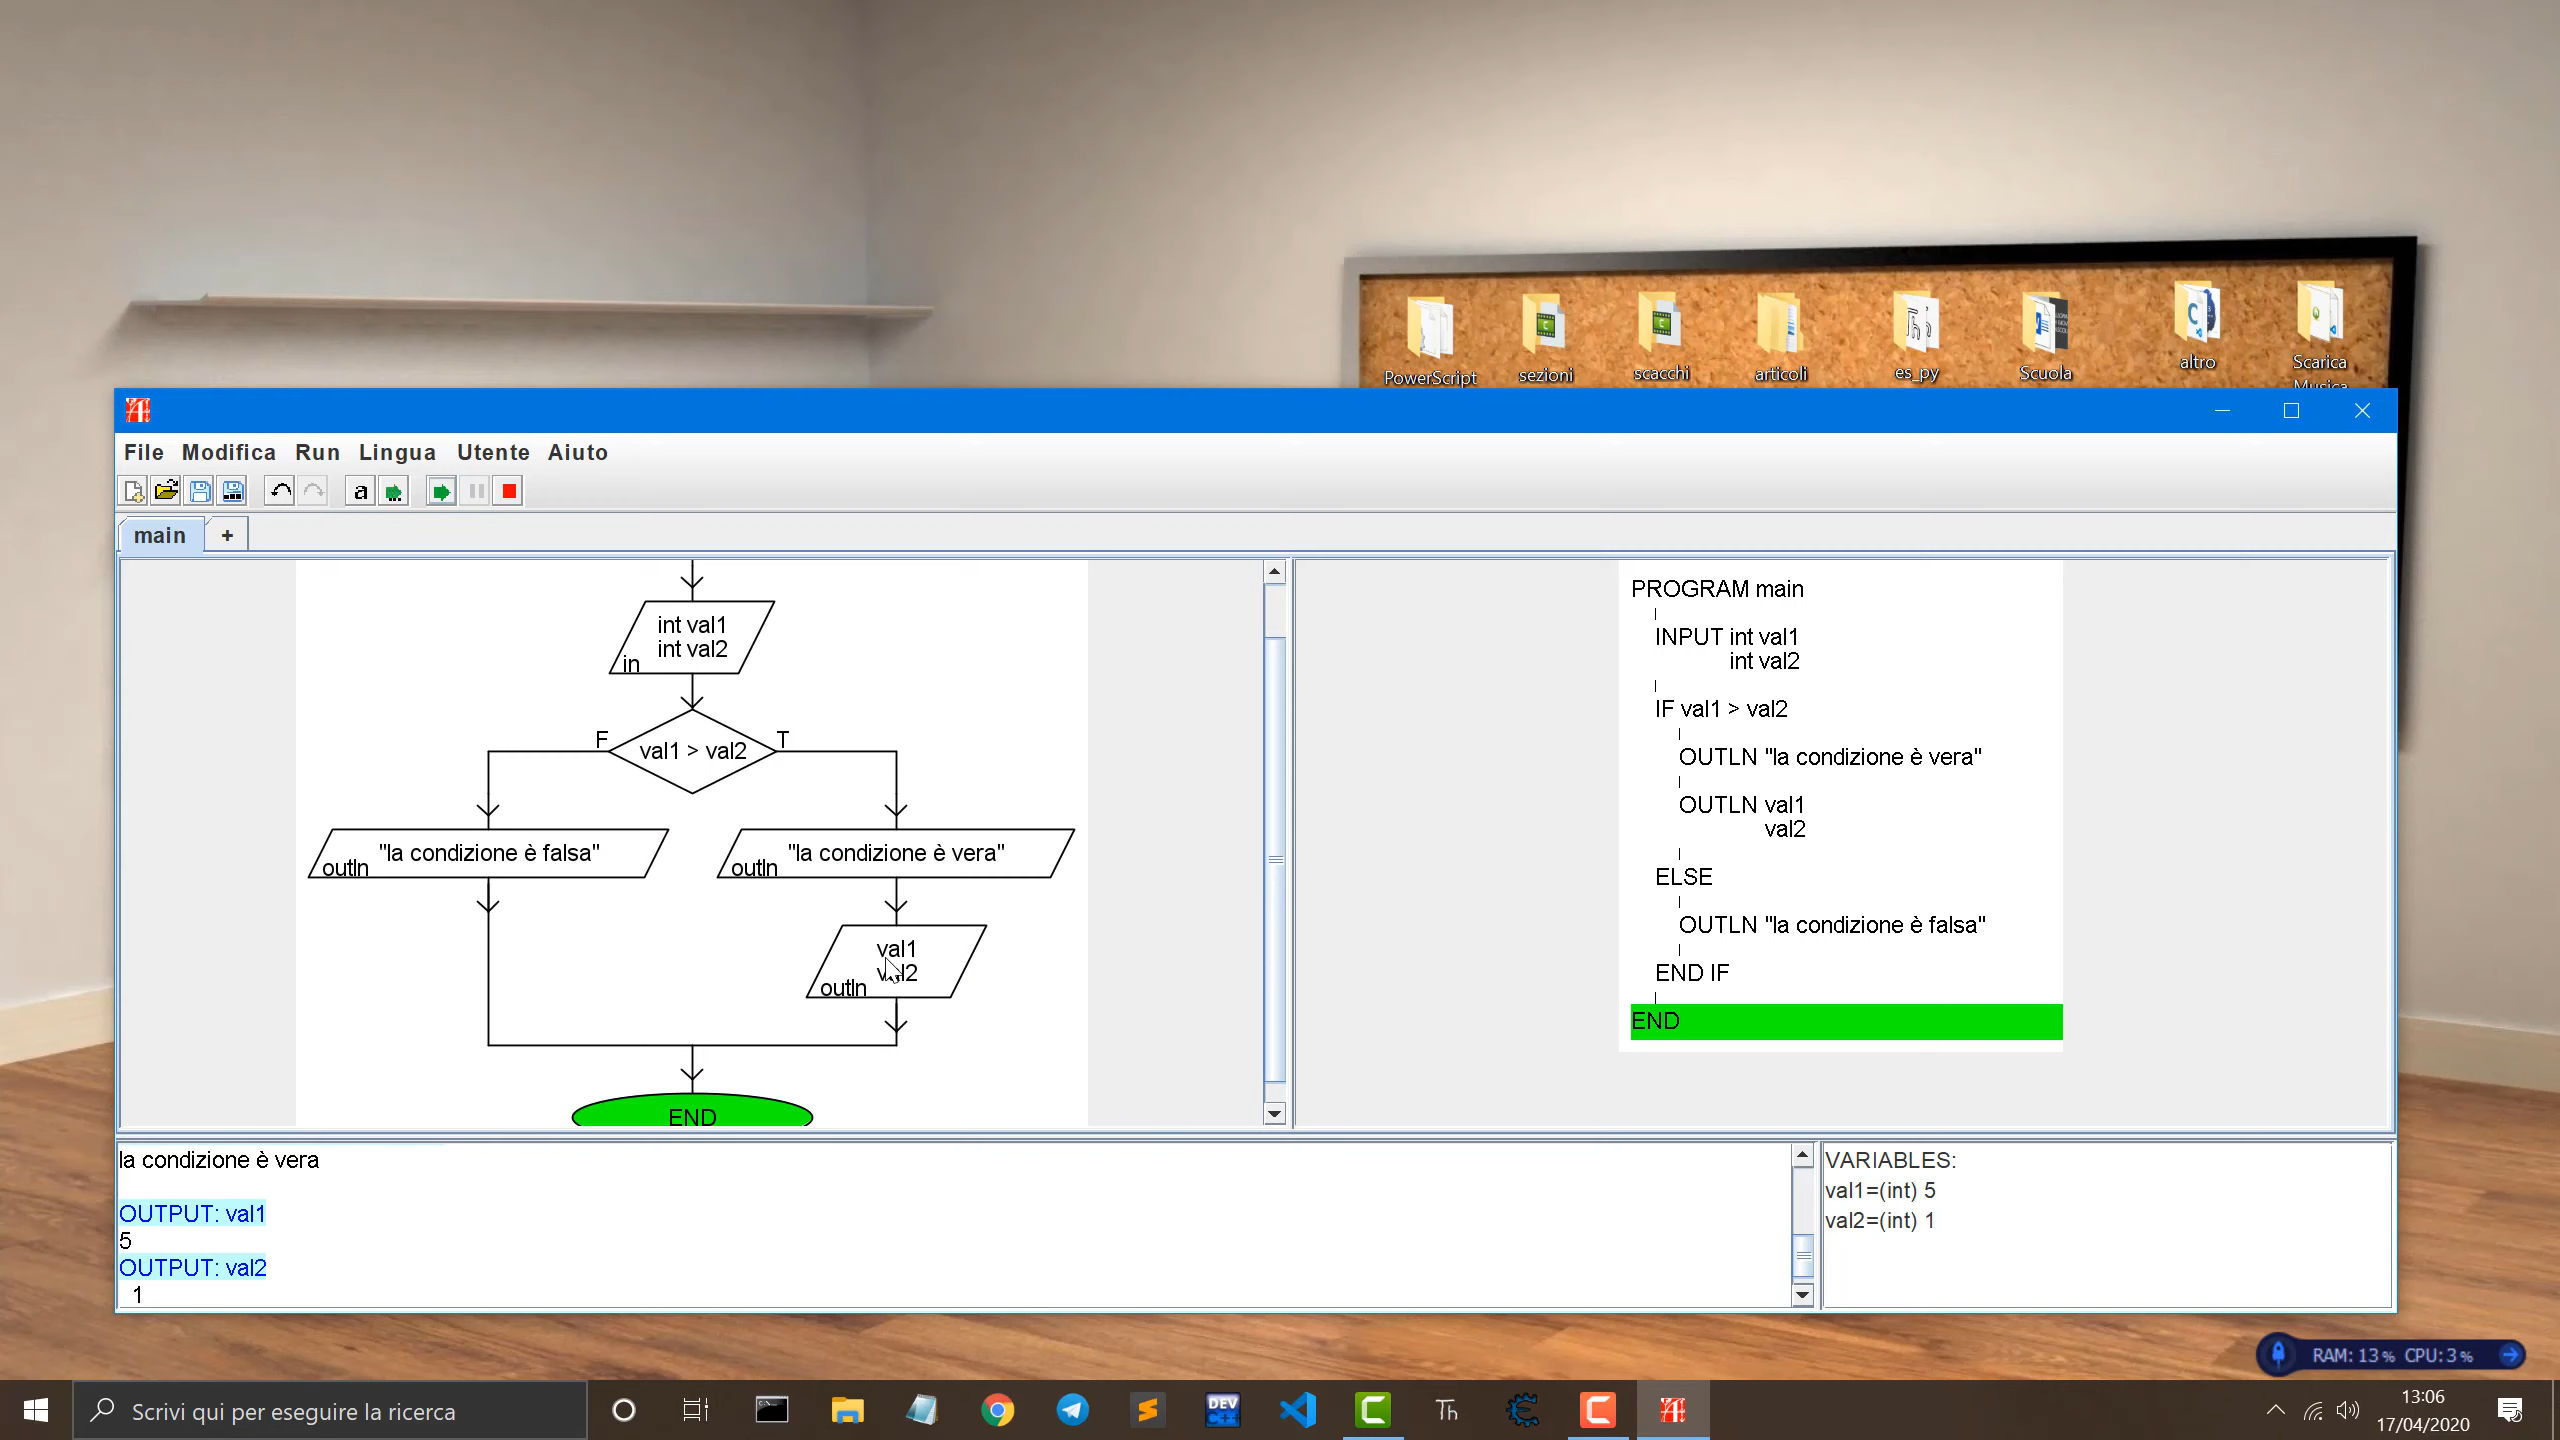 PowerScript
sezioni
scacchi
articoli
es_py
Scuola
altro
Scarica
File Modifica Run Lingua Utente Aiuto
a
main +
int val1
int val2
in
F
val1 > val2
T
"la condizione è falsa"
outln
"la condizione è vera"
outln
val1
val2
outln
END
PROGRAM main
INPUT int val1
int val2
IF val1 > val2
OUTLN "la condizione è vera"
OUTLN val1
val2
ELSE
OUTLN "la condizione è falsa"
END IF
END
la condizione è vera
OUTPUT: val1
5
OUTPUT: val2
1
VARIABLES:
val1=(int) 5
val2=(int) 1
RAM: 13 % CPU: 3 %
Scrivi qui per eseguire la ricerca
DEV
C++
Th
13:06
17/04/2020